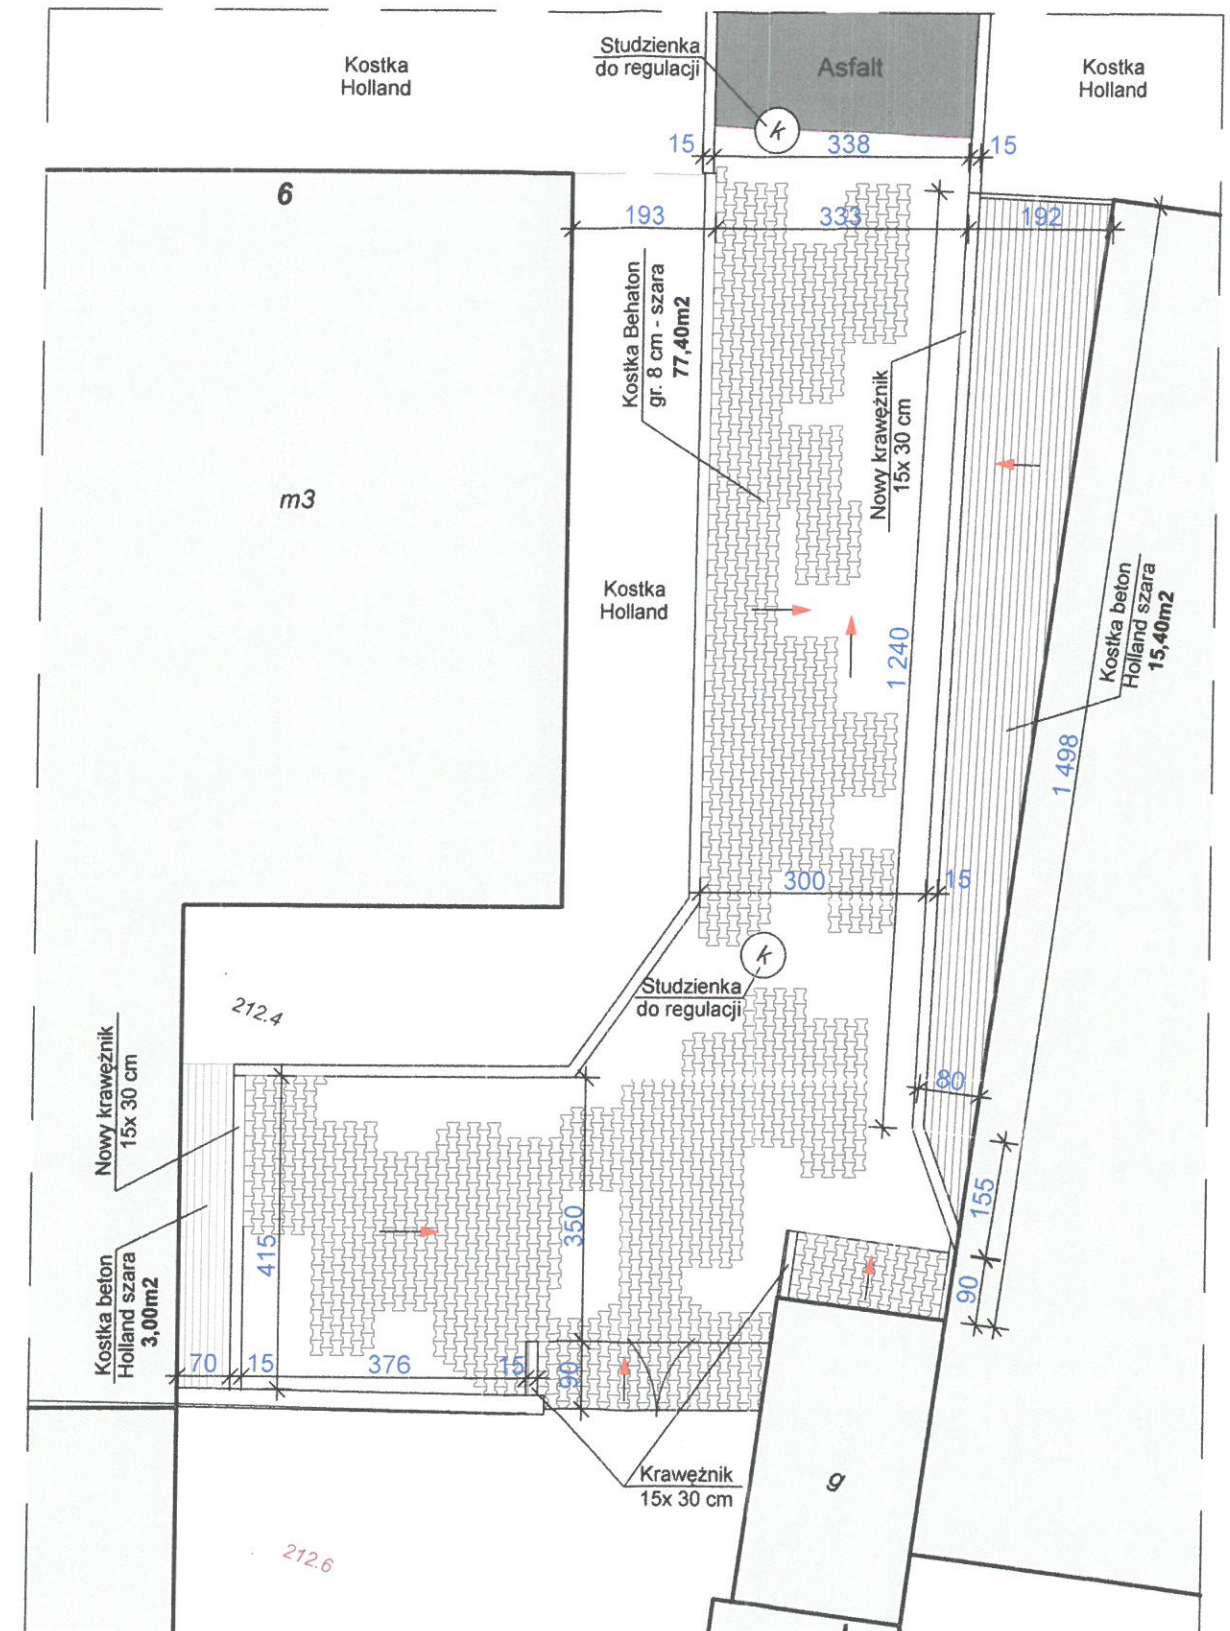 Kostka
Holland
Studzienka
do regulacji
Asfalt
Kostka
Holland
k
15
338
15
6
193
333
192
Kostka Behaton
gr. 8 cm - szara
77,40m2
Nowy krawężnik
15x 30 cm
m3
Kostka
Holland
1 240
Kostka beton
Holland szara
15,40m2
1 498
300
15
k
Studzienka
do regulacji
212.4
Nowy krawężnik
15x 30 cm
80
155
350
415
90
Kostka beton
Holland szara
3,00m2
70
15
376
15
90
Krawężnik
15x 30 cm
g
212.6